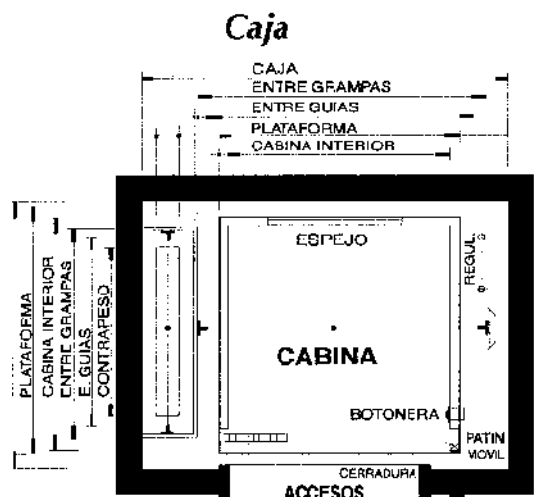 Caja
CAJA
ENTRE GRAMPAS
ENTRE GUIAS
PLATAFORMA
CABINA INTERIOR
PLATAFORMA
CABINA INTERIOR
ENTRE GRAMPAS
E. GUIAS
CONTRAPESO
ESPEJO
REGUL.
CABINA
BOTONERA
PATIN
MOVIL
CERRADURA
ACCESOS